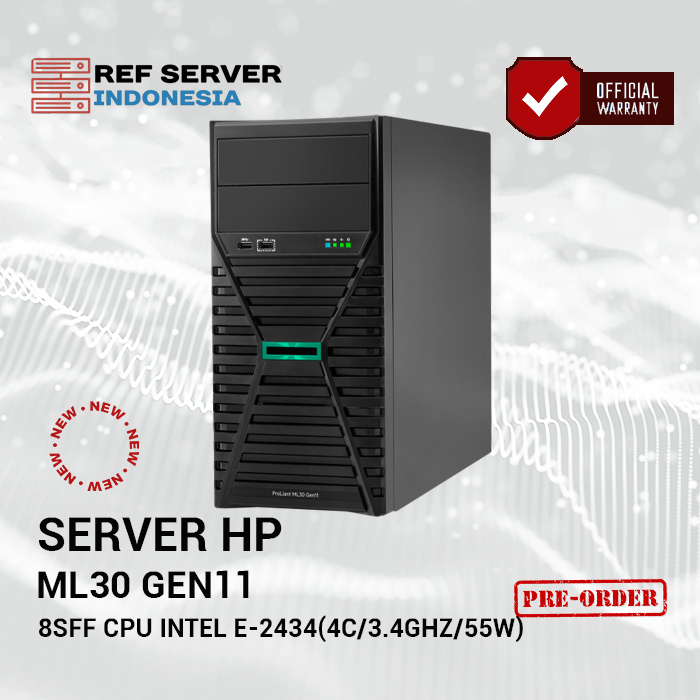 REF SERVER
INDONESIA
OFFICIAL
WARRANTY
ProLiant ML30 Gen11
NEW • NEW • NEW • NEW • NEW • NEW •
SERVER HP
ML30 GEN11
PRE-ORDER
8SFF CPU INTEL E-2434(4C/3.4GHZ/55W)